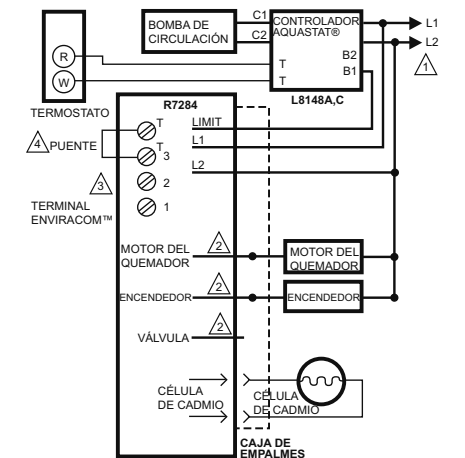 C1
C2
BOMBA DE
CIRCULACIÓN
CONTROLADOR
AQUASTAT®
B2
B1
T
T
L8148A,C
L1
L2
1
R
W
TERMOSTATO
R7284
T
T
3
2
1
4
PUENTE
3
TERMINAL
ENVIRACOM™
LIMIT
L1
L2
MOTOR DEL
QUEMADOR
2
MOTOR DEL
QUEMADOR
ENCENDEDOR
2
ENCENDEDOR
VÁLVULA
2
CÉLULA
DE CADMIO
CÉLULA
DE CADMIO
CAJA DE
EMPALMES